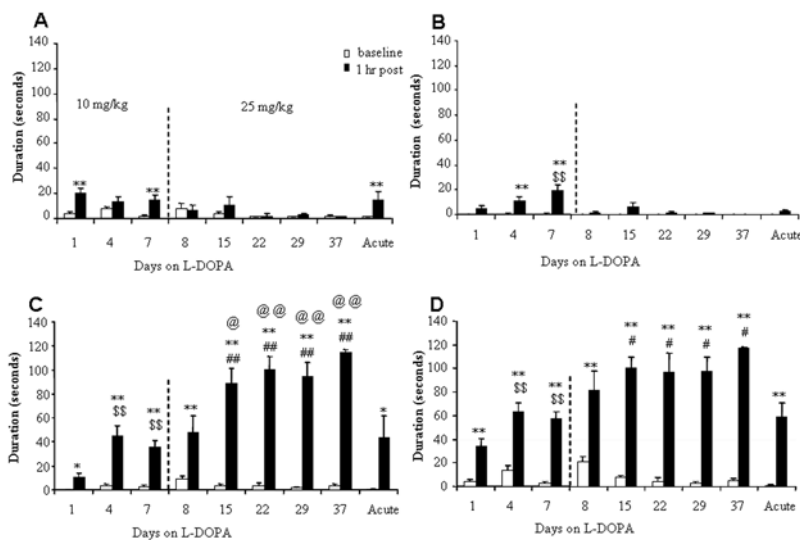 A
140
120
100
80
60
40
20
0
Duration (seconds)
baseline
1 hr post
10 mg/kg
25 mg/kg
**
**
**
1 4 7 8 15 22 29 37 Acute
Days on L-DOPA
B
140
120
100
80
60
40
20
0
Duration (seconds)
**
**
$$
1 4 7 8 15 22 29 37 Acute
Days on L-DOPA
C
140
120
100
80
60
40
20
0
Duration (seconds)
@ @ @ @ @ @ @
** ** ** **
## ## ## ##
** ** ** *
$$ $$
*
1 4 7 8 15 22 29 37 Acute
Days on L-DOPA
D
140
120
100
80
60
40
20
0
Duration (seconds)
** ** ** **
# # # #
** ** ** **
$$ $$
**
1 4 7 8 15 22 29 37 Acute
Days on L-DOPA